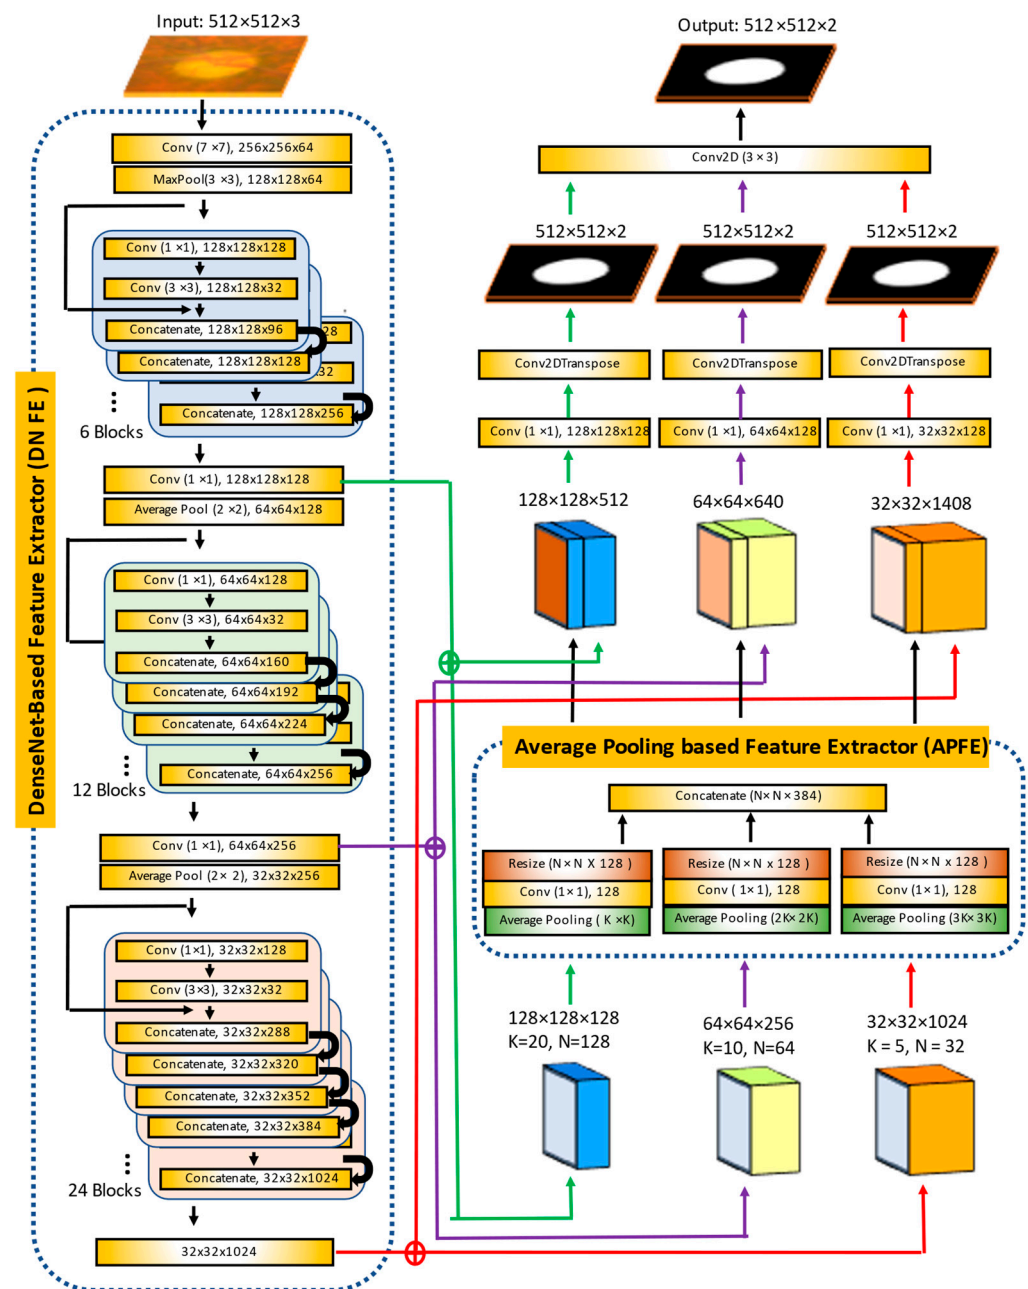 Input: 512×512×3
Conv (7 ×7), 256x256x64
MaxPool(3 ×3), 128x128x64
Conv (1 ×1), 128x128x128
Conv (3 ×3), 128x128x32
Concatenate, 128x128x96
Concatenate, 128x128x128
28
32
Concatenate, 128x128x256
6 Blocks
Conv (1 ×1), 128x128x128
Average Pool (2 ×2), 64x64x128
Conv (1 ×1), 64x64x128
Conv (3 ×3), 64x64x32
Concatenate, 64x64x160
Concatenate, 64x64x192
Concatenate, 64x64x224
Concatenate, 64x64x256
12 Blocks
Conv (1 ×1), 64x64x256
Average Pool (2× 2), 32x32x256
Conv (1×1), 32x32x128
Conv (3×3), 32x32x32
Concatenate, 32x32x288
Concatenate, 32x32x320
Concatenate, 32x32x352
Concatenate, 32x32x384
Concatenate, 32x32x1024
24 Blocks
32x32x1024
DenseNet-Based Feature Extractor (DN FE )
Output: 512×512×2
Conv2D (3 × 3)
512×512×2 512×512×2 512×512×2
Conv2DTranspose Conv2DTranspose Conv2DTranspose
Conv (1 ×1), 128x128x128 Conv (1 ×1), 64x64x128 Conv (1 ×1), 32x32x128
128×128×512 64×64×640 32×32×1408
Average Pooling based Feature Extractor (APFE)
Concatenate (N× N × 384)
Resize (N × N X 128 ) Resize (N × N x 128 ) Resize (N × N x 128 )
Conv (1×1), 128 Conv ( 1×1), 128 Conv (1×1), 128
Average Pooling ( K ×K) Average Pooling (2K× 2K) Average Pooling (3K× 3K)
128×128×128 64×64×256 32×32×1024
K=20, N=128 K=10, N=64 K = 5, N = 32